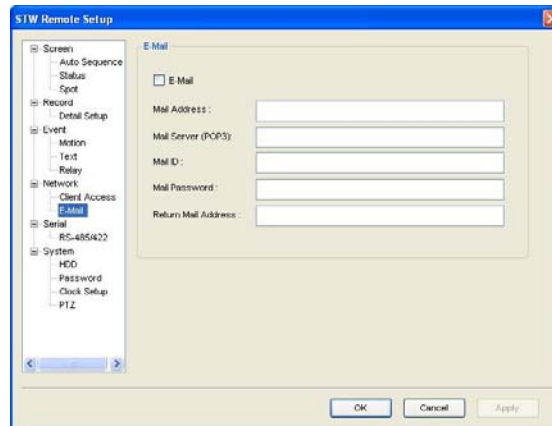 STW Remote Setup
Screen
Auto Sequence
Status
Spot
Record
Detail Setup
Event
Motion
Text
Relay
Network
Client Access
E-Mail
Serial
RS-485/422
System
HDD
Password
Clock Setup
PTZ
E-Mail
E-Mail
Mail Address :
Mail Server (POP3):
Mail ID :
Mail Password :
Return Mail Address :
OK
Cancel
Apply